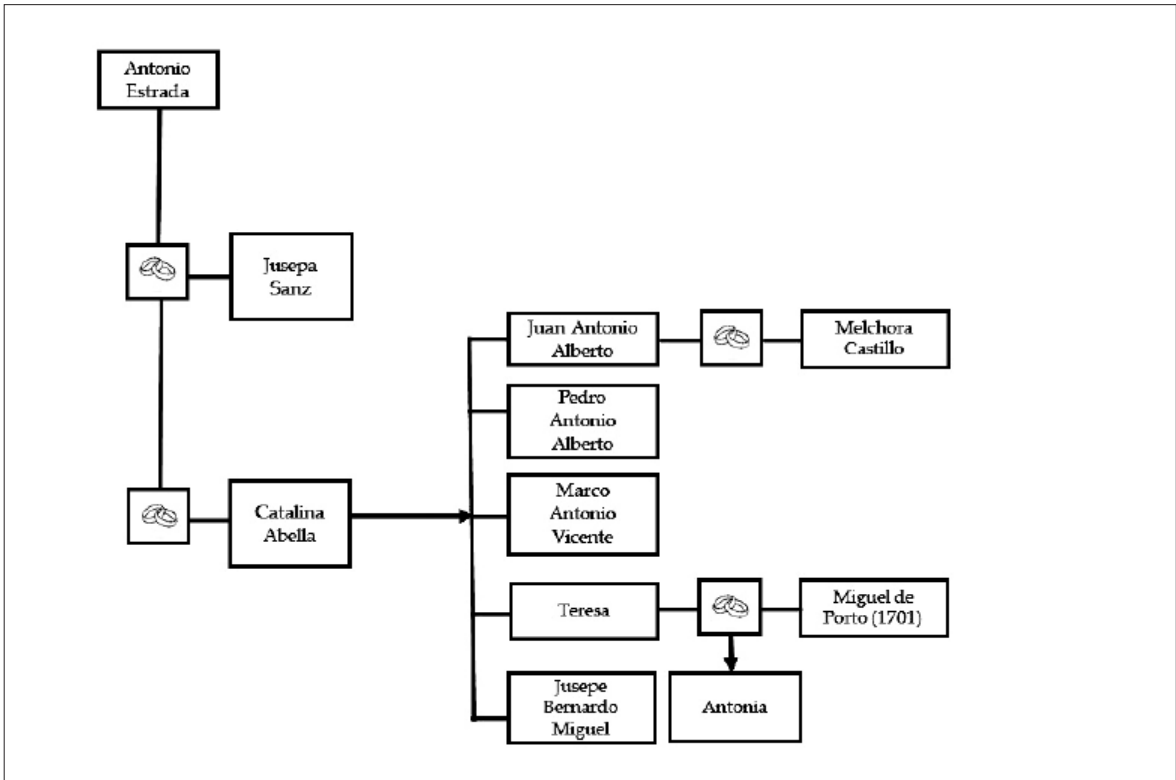 Antonio
Estrada
Jusepa
Sanz
Juan Antonio
Alberto
Melchora
Castillo
Pedro
Antonio
Alberto
Catalina
Abella
Marco
Antonio
Vicente
Teresa
Miguel de
Porto (1701)
Jusepe
Bernardo
Miguel
Antonia